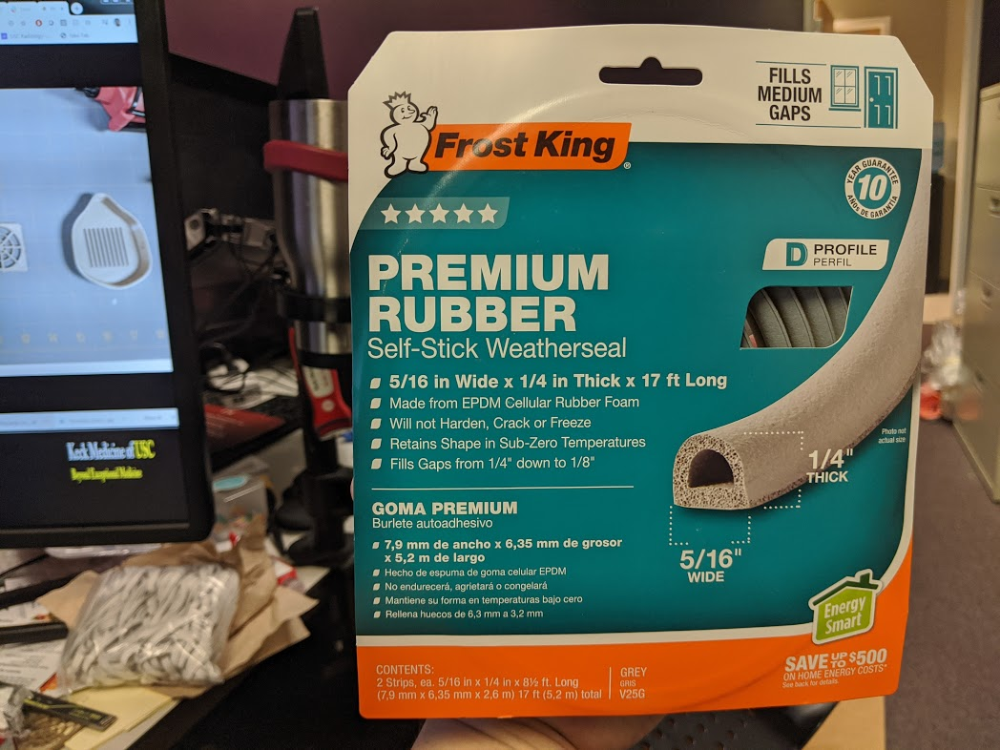 FILLS
MEDIUM
GAPS
Frost King®
YEAR GUARANTEE
10
AÑOS DE GARANTIA
D PROFILE
PERFIL
PREMIUM
RUBBER
Self-Stick Weatherseal
5/16 in Wide x 1/4 in Thick x 17 ft Long
Made from EPDM Cellular Rubber Foam
Will not Harden, Crack or Freeze
Retains Shape in Sub-Zero Temperatures
Fills Gaps from 1/4" down to 1/8"
Photo not
actual size
1/4"
THICK
5/16"
WIDE
GOMA PREMIUM
Burlete autoadhesivo
7,9 mm de ancho x 6,35 mm de grosor
x 5,2 m de largo
Hecho de espuma de goma celular EPDM
No endurecerá, agrietará o congelará
Mantiene su forma en temperaturas bajo cero
Rellena huecos de 6,3 mm a 3,2 mm
Energy
Smart
SAVE UP TO $500
ON HOME ENERGY COSTS*
See back for details.
CONTENTS:
2 Strips, ea. 5/16 in x 1/4 in x 8½ ft. Long
(7,9 mm x 6,35 mm x 2,6 m) 17 ft (5,2 m) total
GREY
GRIS
V25G
Keck Medicine of USC
Beyond Exceptional Medicine
New Tab